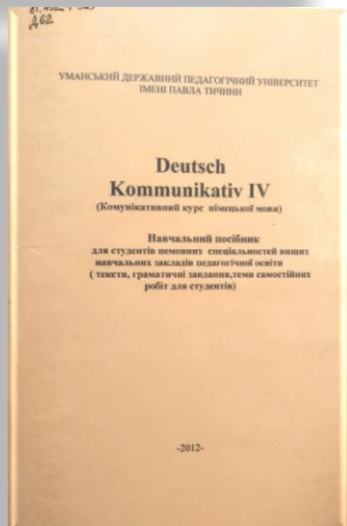 Д62
УМАНСЬКИЙ ДЕРЖАВНИЙ ПЕДАГОГІЧНИЙ УНІВЕРСИТЕТ
ІМЕНІ ПАВЛА ТИЧИНИ
Deutsch
Kommunikativ IV
(Комунікативний курс німецької мови)
Навчальний посібник
для студентів немовних спеціальностей вищих
навчальних закладів педагогічної освіти
( тексти, граматичні завдання,теми самостійних
робіт для студентів)
-2012-